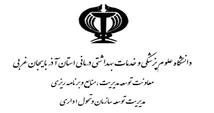 دانشگاه علوم پزشکی و خدمات بهداشتی درمانی استان آذربایجان غربی
معاونت توسعه مدیریت، منابع و برنامه ریزی
مدیریت توسعه سازمان و تحول اداری